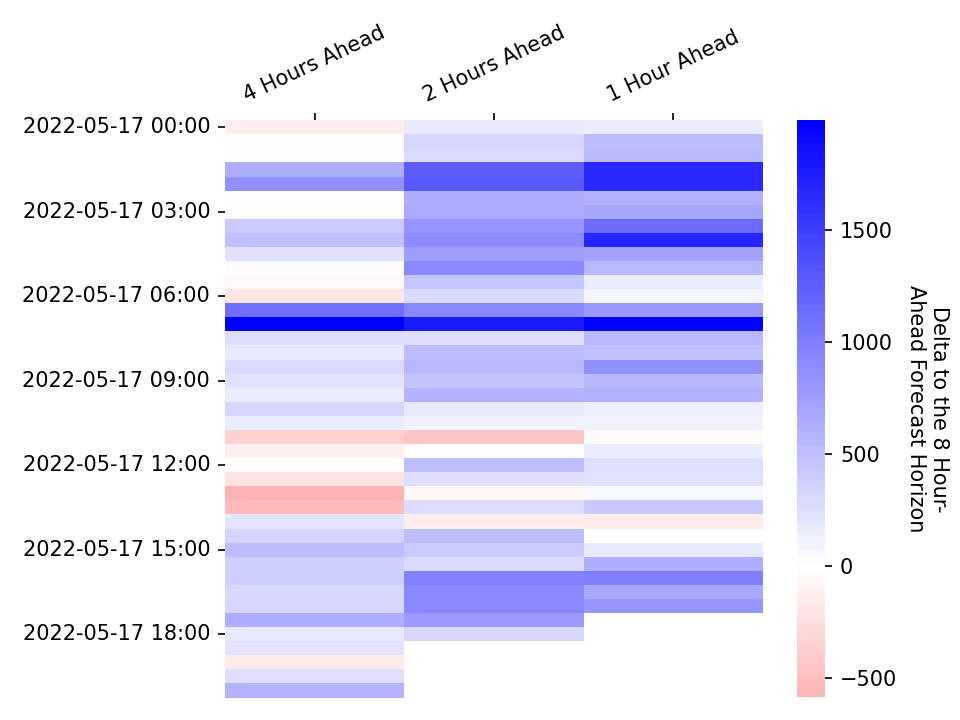 4 Hours Ahead
2 Hours Ahead
1 Hour Ahead
2022-05-17 00:00
2022-05-17 03:00
2022-05-17 06:00
2022-05-17 09:00
2022-05-17 12:00
2022-05-17 15:00
2022-05-17 18:00
1500
1000
500
0
−500
Delta to the 8 Hour-
Ahead Forecast Horizon